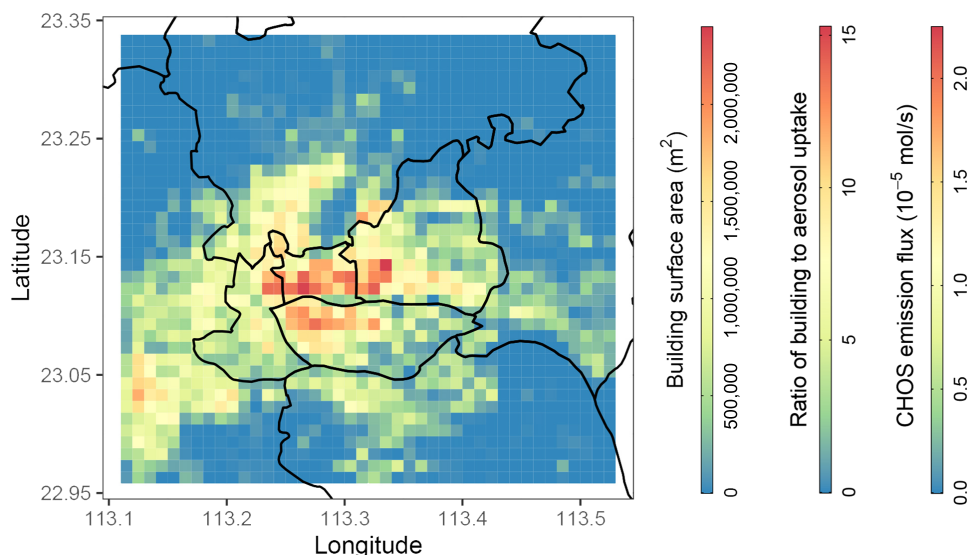 23.35
23.25
23.15
23.05
22.95
Latitude
113.1 113.2 113.3 113.4 113.5
Longitude
Building surface area (m²)
0 500,000 1,000,000 1,500,000 2,000,000
Ratio of building to aerosol uptake
0 5 10 15
CHOS emission flux (10⁻⁵ mol/s)
0.0 0.5 1.0 1.5 2.0